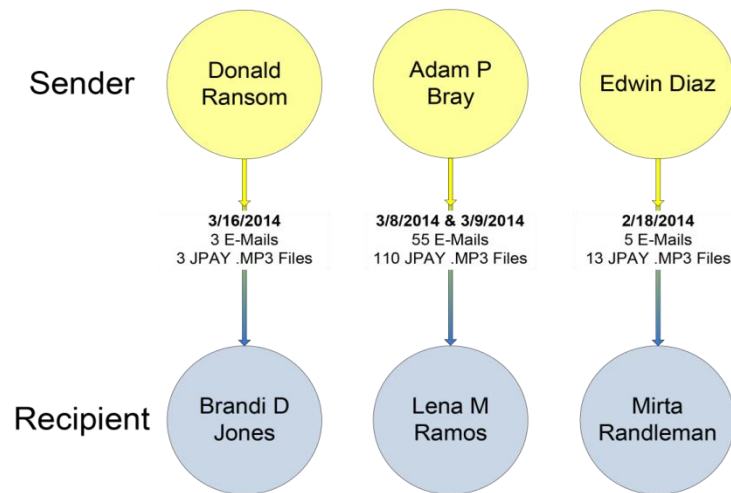 Sender
Donald
Ransom
Adam P
Bray
Edwin Diaz
3/16/2014
3 E-Mails
3 JPAY .MP3 Files
3/8/2014 & 3/9/2014
55 E-Mails
110 JPAY .MP3 Files
2/18/2014
5 E-Mails
13 JPAY .MP3 Files
Recipient
Brandi D
Jones
Lena M
Ramos
Mirta
Randleman